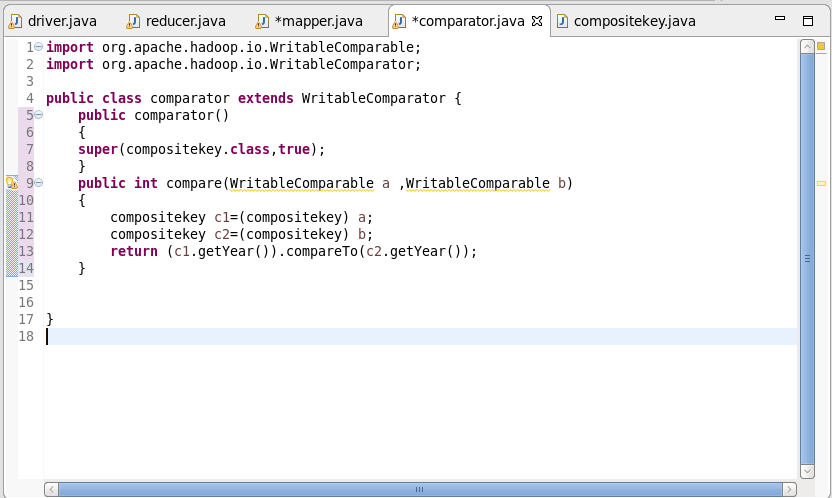 driver.java reducer.java *mapper.java *comparator.java compositekey.java
1 import org.apache.hadoop.io.WritableComparable;
2 import org.apache.hadoop.io.WritableComparator;
3
4 public class comparator extends WritableComparator {
5 public comparator()
6 {
7 super(compositekey.class,true);
8 }
9 public int compare(WritableComparable a ,WritableComparable b)
10 {
11 compositekey c1=(compositekey) a;
12 compositekey c2=(compositekey) b;
13 return (c1.getYear()).compareTo(c2.getYear());
14 }
15
16
17 }
18